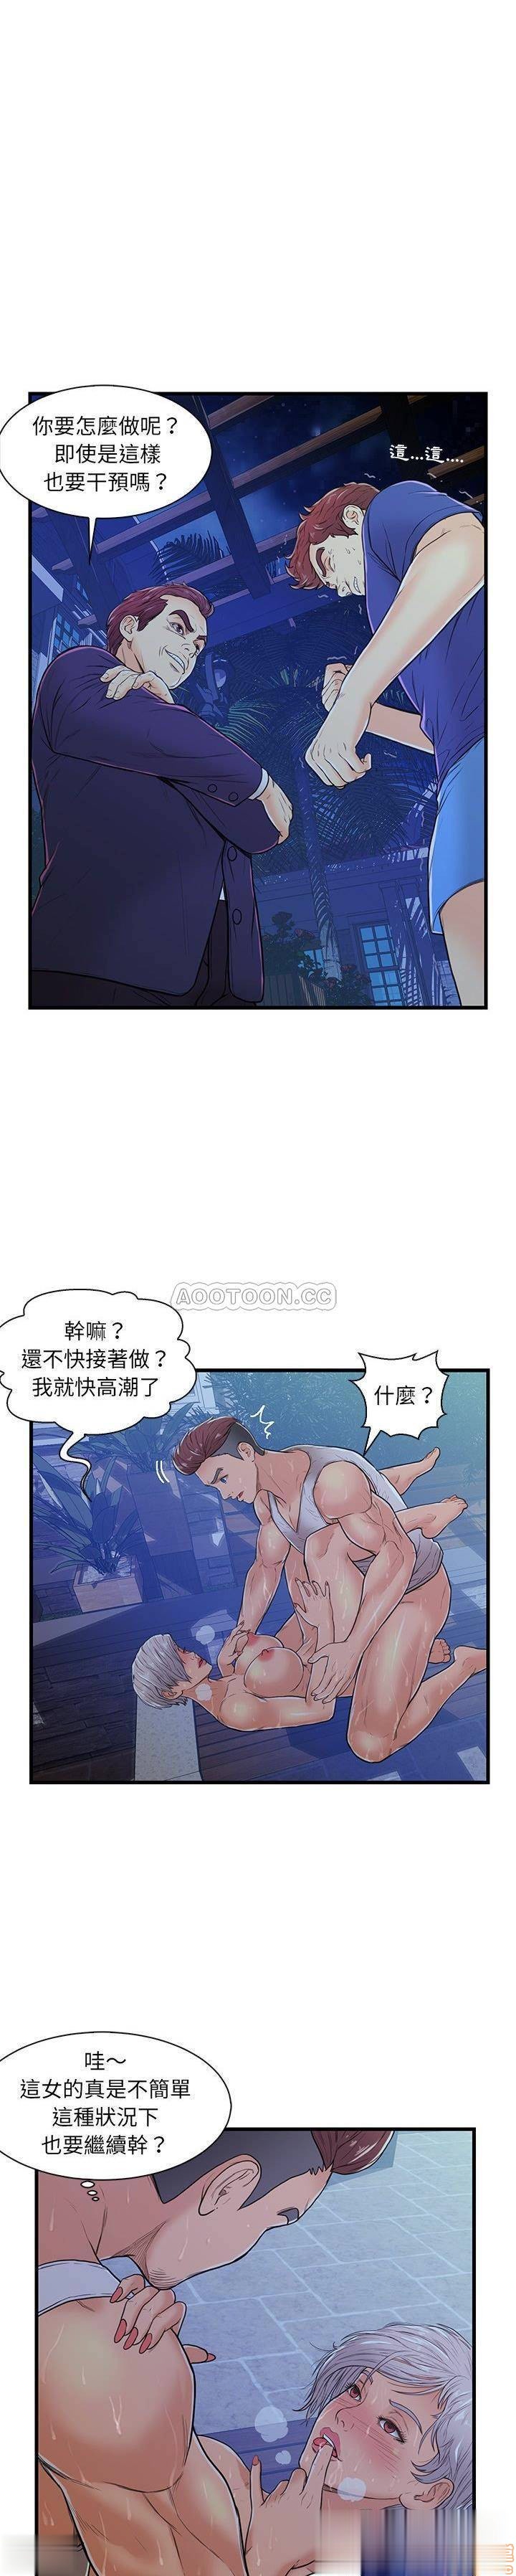 你要怎麼做呢？
即使是這樣
也要干預嗎？
這...這....
AOOTOON.CC
幹嘛？
還不快接著做？
我就快高潮了
什麼？
哇～
這女的真是不簡單
這種狀況下
也要繼續幹？